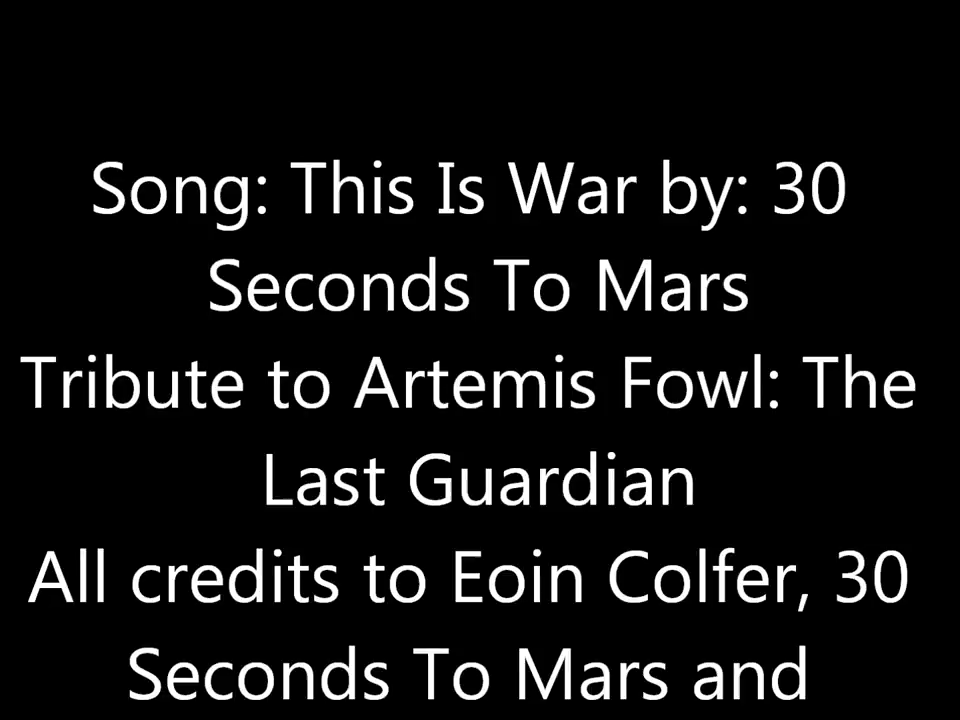 Song: This Is War by: 30
Seconds To Mars
Tribute to Artemis Fowl: The
Last Guardian
All credits to Eoin Colfer, 30
Seconds To Mars and